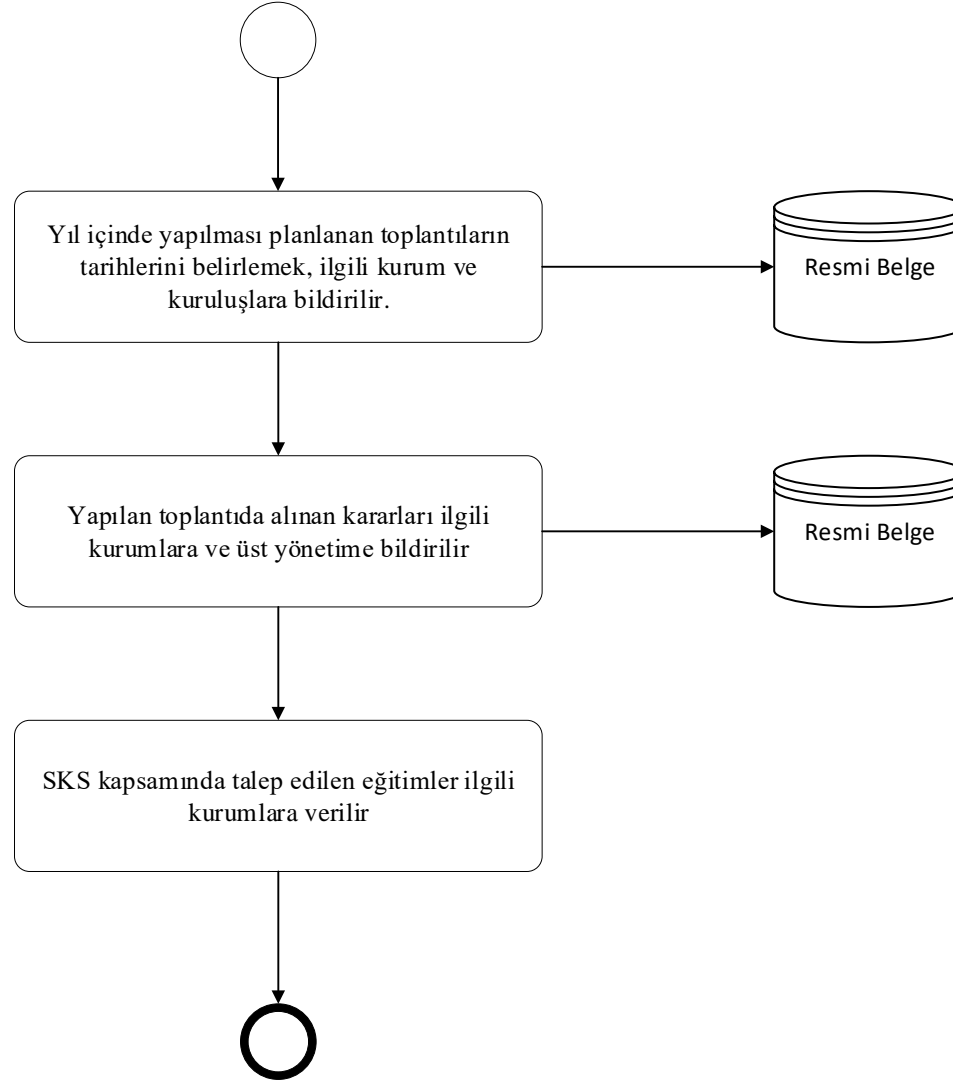 Yıl içinde yapılması planlanan toplantıların
tarihlerini belirlemek, ilgili kurum ve
kuruluşlara bildirilir.
Resmi Belge
Yapılan toplantıda alınan kararları ilgili
kurumlara ve üst yönetime bildirilir
Resmi Belge
SKS kapsamında talep edilen eğitimler ilgili
kurumlara verilir